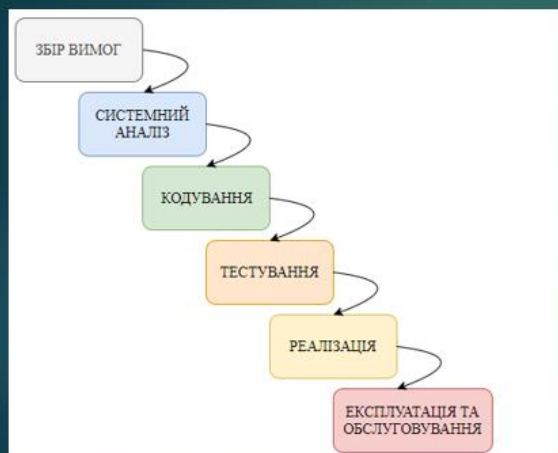 ЗБІР ВИМОГ
СИСТЕМНИЙ
АНАЛІЗ
КОДУВАННЯ
ТЕСТУВАННЯ
РЕАЛІЗАЦІЯ
ЕКСПЛУАТАЦІЯ ТА
ОБСЛУГОВУВАННЯ